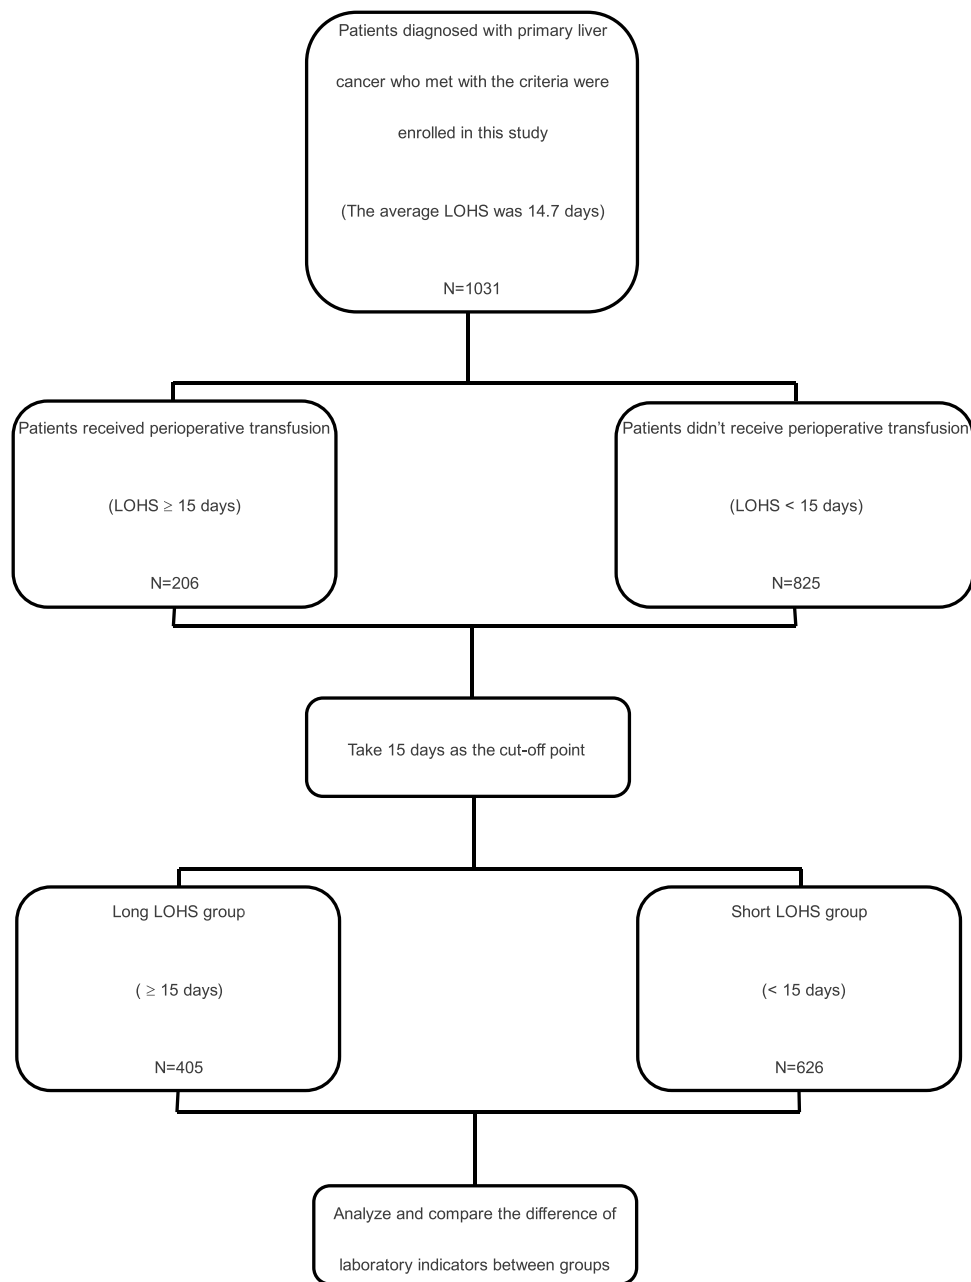 Patients diagnosed with primary liver
cancer who met with the criteria were
enrolled in this study
(The average LOHS was 14.7 days)
N=1031
Patients received perioperative transfusion
(LOHS ≥ 15 days)
N=206
Patients didn’t receive perioperative transfusion
(LOHS < 15 days)
N=825
Take 15 days as the cut-off point
Long LOHS group
( ≥ 15 days)
N=405
Short LOHS group
(< 15 days)
N=626
Analyze and compare the difference of
laboratory indicators between groups